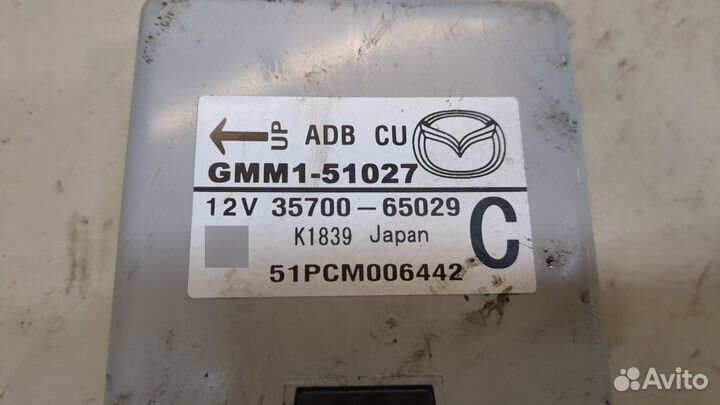 UP ADB CU
GMM1-51027
12V 35700-65029
K1839 Japan
C
51PCM006442
Avito